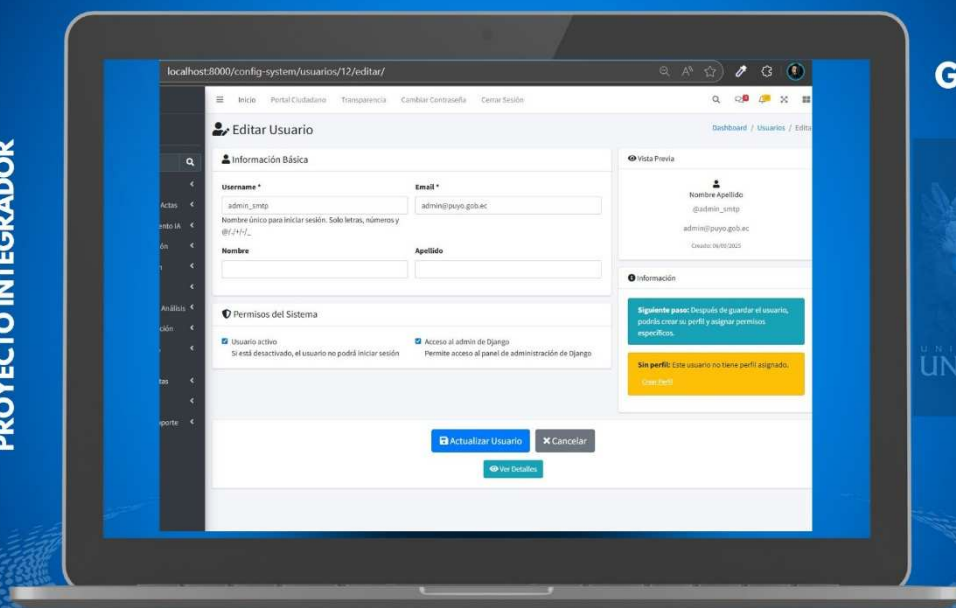 PROYECTO INTEGRADOR
localhost:8000/config-system/usuarios/12/editar/
Inicio Portal Ciudadano Transparencia Cambiar Contraseña Cerrar Sesión
Editar Usuario
Dashboard / Usuarios / Edita
Información Básica
Username *
Email *
admin_smtp
admin@puyo.gob.ec
Nombre único para iniciar sesión. Solo letras, números y
@/./+/-/_
Nombre
Apellido
Permisos del Sistema
Usuario activo
Si está desactivado, el usuario no podrá iniciar sesión
Acceso al admin de Django
Permite acceso al panel de administración de Django
Vista Previa
Nombre Apellido
@admin_smtp
admin@puyo.gob.ec
Información
Siguiente paso: Después de guardar el usuario,
podrás crear su perfil y asignar permisos
específicos.
Sin perfil: Este usuario no tiene perfil asignado.
Crear Perfil
Actualizar Usuario
Cancelar
Ver Detalles
Actas
ento IA
ón
Análisis
ción
tas
oporte
G
UN